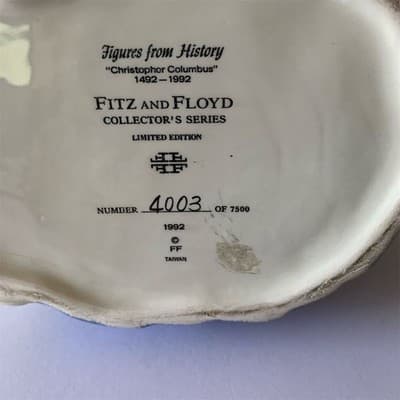 Figures from History
"Christophor Columbus"
1492—1992
FITZ AND FLOYD
COLLECTOR'S SERIES
LIMITED EDITION
NUMBER 4003 OF 7500
1992
©
FF
TAIWAN